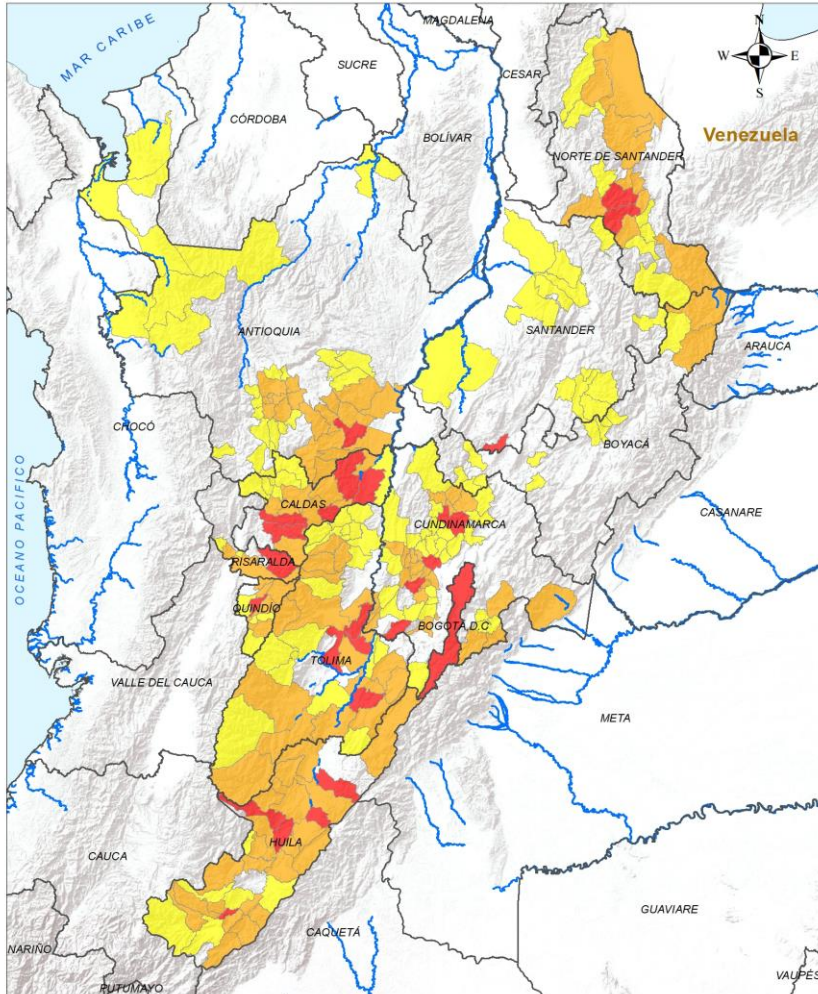 MAGDALENA
MAR CARIBE
N
W E
S
SUCRE
CESAR
CÓRDOBA
BOLÍVAR
Venezuela
NORTE DE SANTANDER
ANTIOQUIA
SANTANDER
ARAUCA
CHOCÓ
BOYACÁ
OCEANO PACIFICO
CALDAS
CUNDINAMARCA
CASANARE
RISARALDA
QUINDÍO
BOGOTÁ, D.C
TOLIMA
VALLE DEL CAUCA
META
HUILA
CAUCA
GUAVIARE
CAQUETÁ
NARIÑO
PUTUMAYO
VAUPÉS